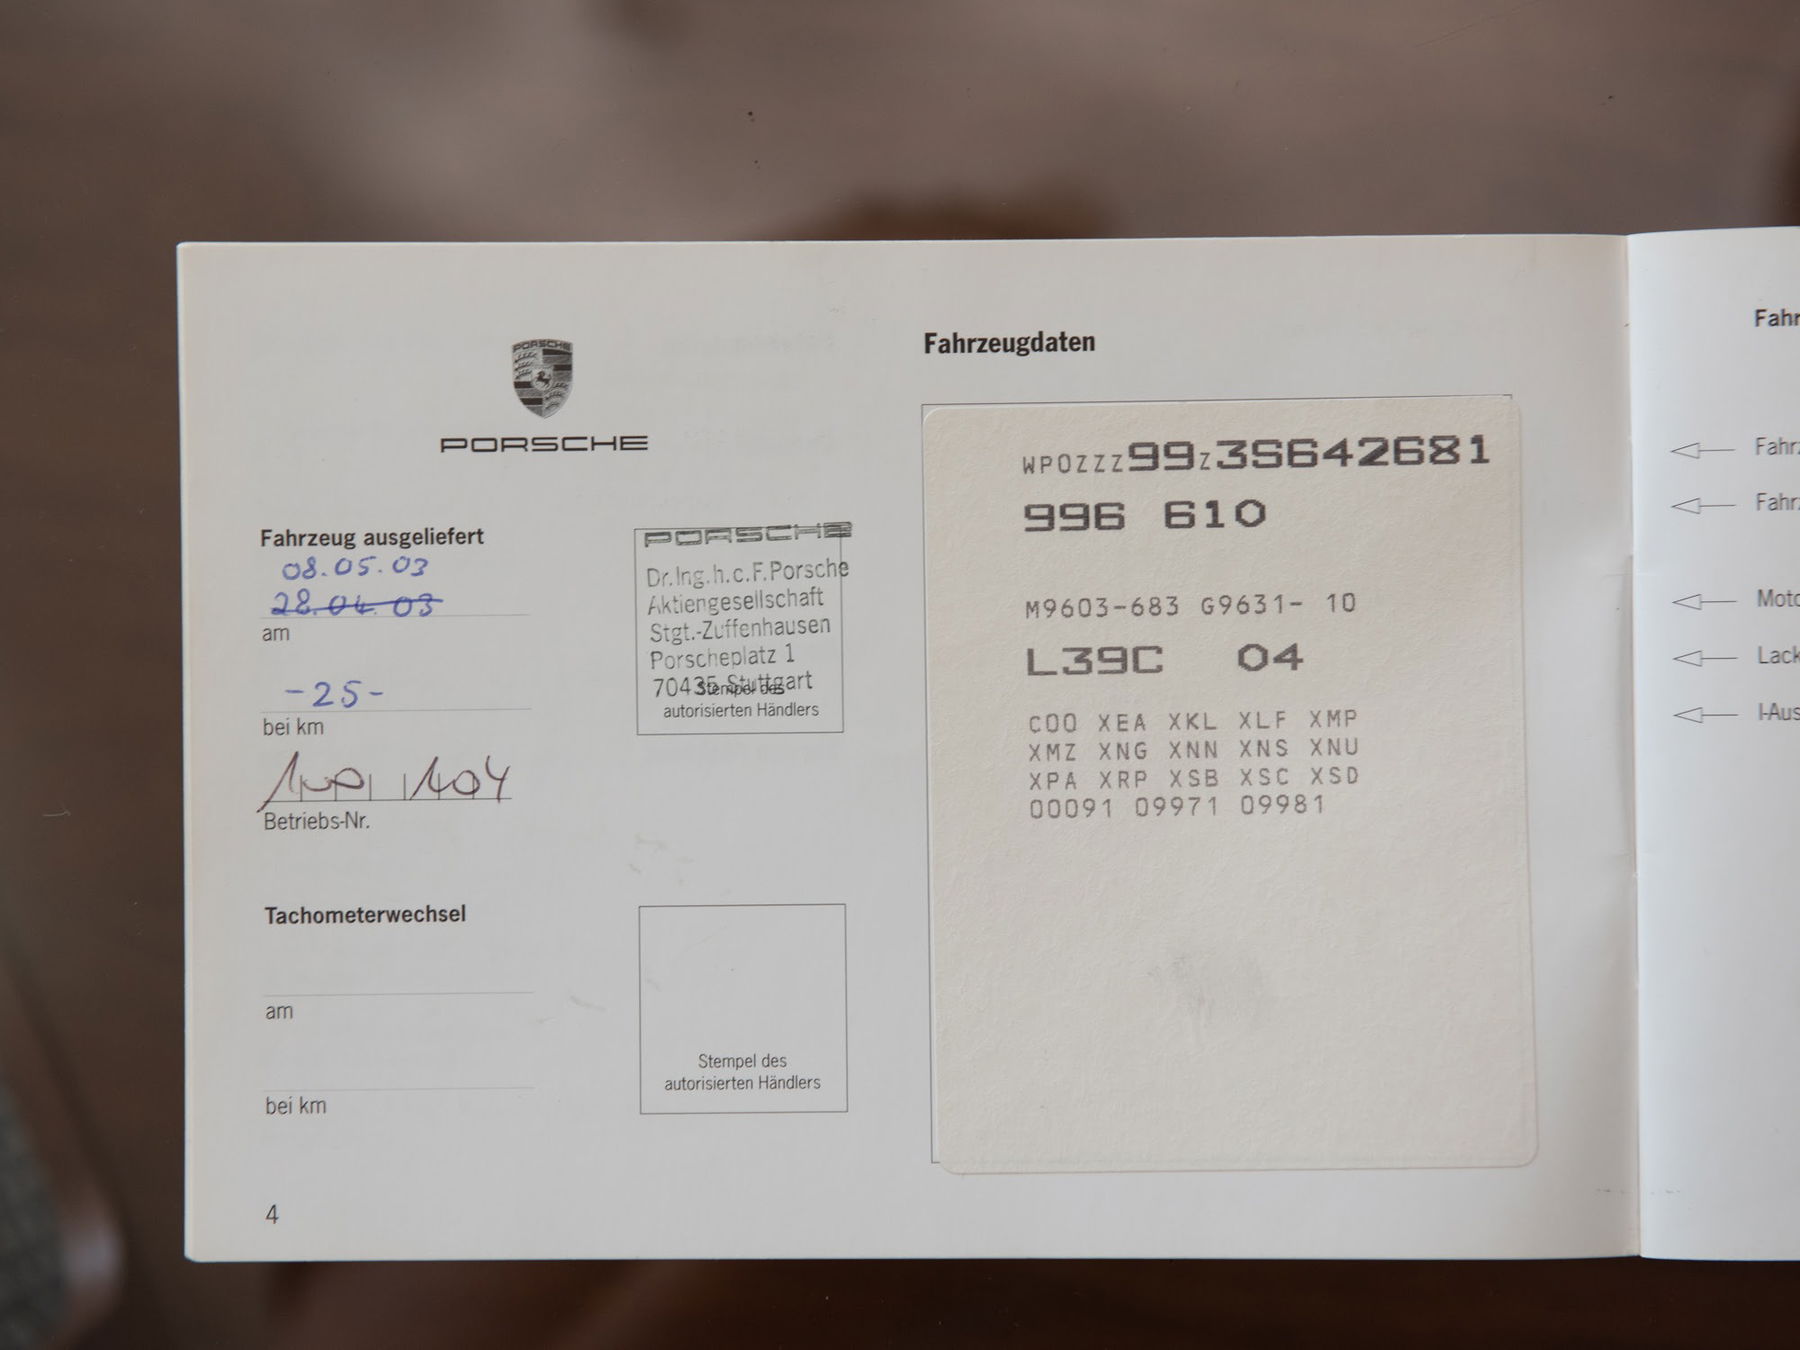 PORSCHE
PORSCHE
Fahrzeug ausgeliefert
08.05.03
28.04.03
am
-25-
bei km
Betriebs-Nr.
PORSCHE
Dr.Ing.h.c.F.Porsche
Aktiengesellschaft
Stgt.-Zuffenhausen
Porscheplatz 1
70435 Stuttgart
Stempel des
autorisierten Händlers
Tachometerwechsel
am
bei km
Stempel des
autorisierten Händlers
4
Fahrzeugdaten
WP0ZZZ99Z3S642681
996 610
M9603-683 G9631- 10
L39C 04
C00 XEA XKL XLF XMP
XMZ XNG XNN XNS XNU
XPA XRP XSB XSC XSD
00091 09971 09981
Fahr
Fahrz
Fahr
Moto
Lack
I-Aus